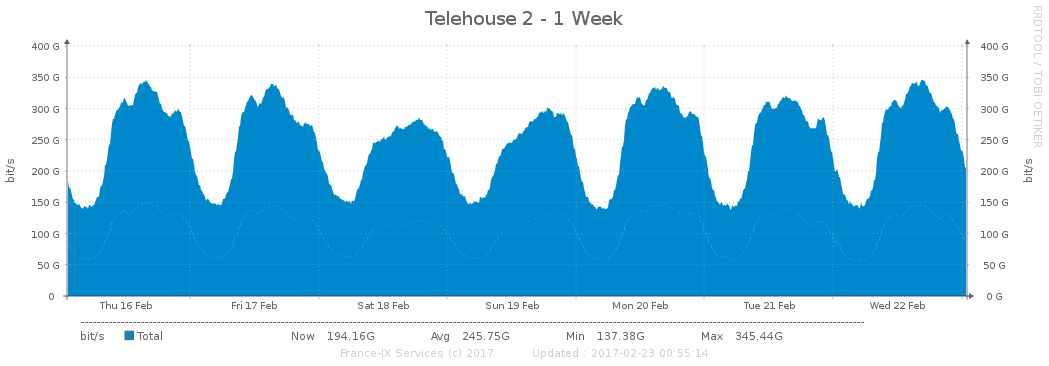 Telehouse 2 - 1 Week
RRDTOOL / TOBI OETIKER
400 G 400 G
350 G 350 G
300 G 300 G
250 G 250 G
200 G 200 G
150 G 150 G
100 G 100 G
50 G 50 G
0 0 G
bit/s bit/s
Thu 16 Feb Fri 17 Feb Sat 18 Feb Sun 19 Feb Mon 20 Feb Tue 21 Feb Wed 22 Feb
bit/s Total Now 194.16G Avg 245.75G Min 137.38G Max 345.44G
France-IX Services (c) 2017 Updated : 2017-02-23 00:55:14